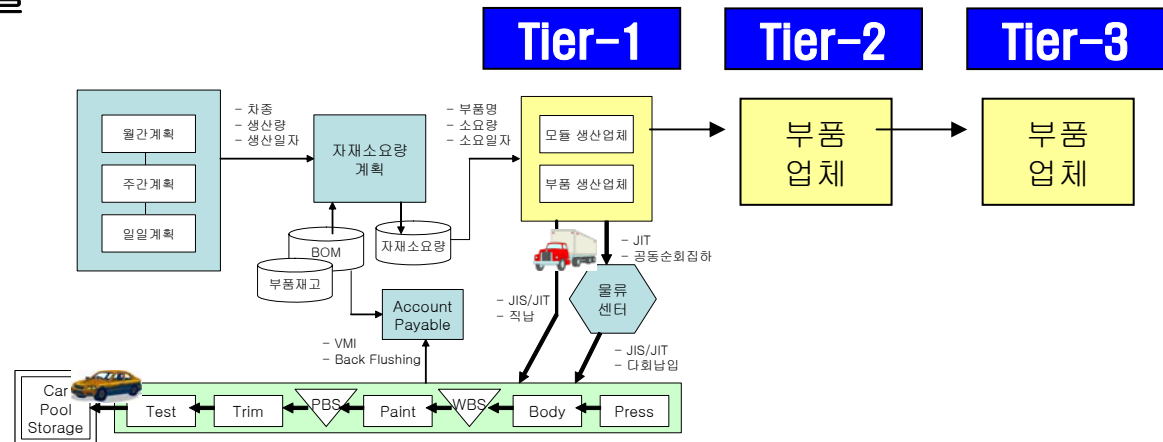 Tier-1
Tier-2
Tier-3
월간계획
주간계획
일일계획
- 차종
- 생산량
- 생산일자
자재소요량
계획
- 부품명
- 소요량
- 소요일자
모듈 생산업체
부품 생산업체
부품
업체
부품
업체
BOM
부품재고
자재소요량
- JIT
- 공동순회집하
물류
센터
- JIS/JIT
- 직납
Account
Payable
- VMI
- Back Flushing
- JIS/JIT
- 다회납입
Car
Pool
Storage
Test
Trim
PBS
Paint
WBS
Body
Press